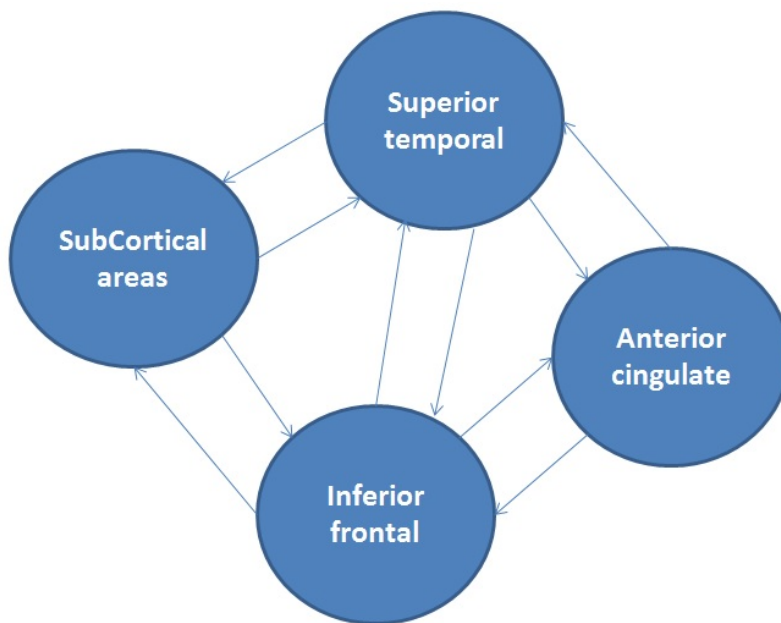 Superior
temporal
SubCortical
areas
Anterior
cingulate
Inferior
frontal